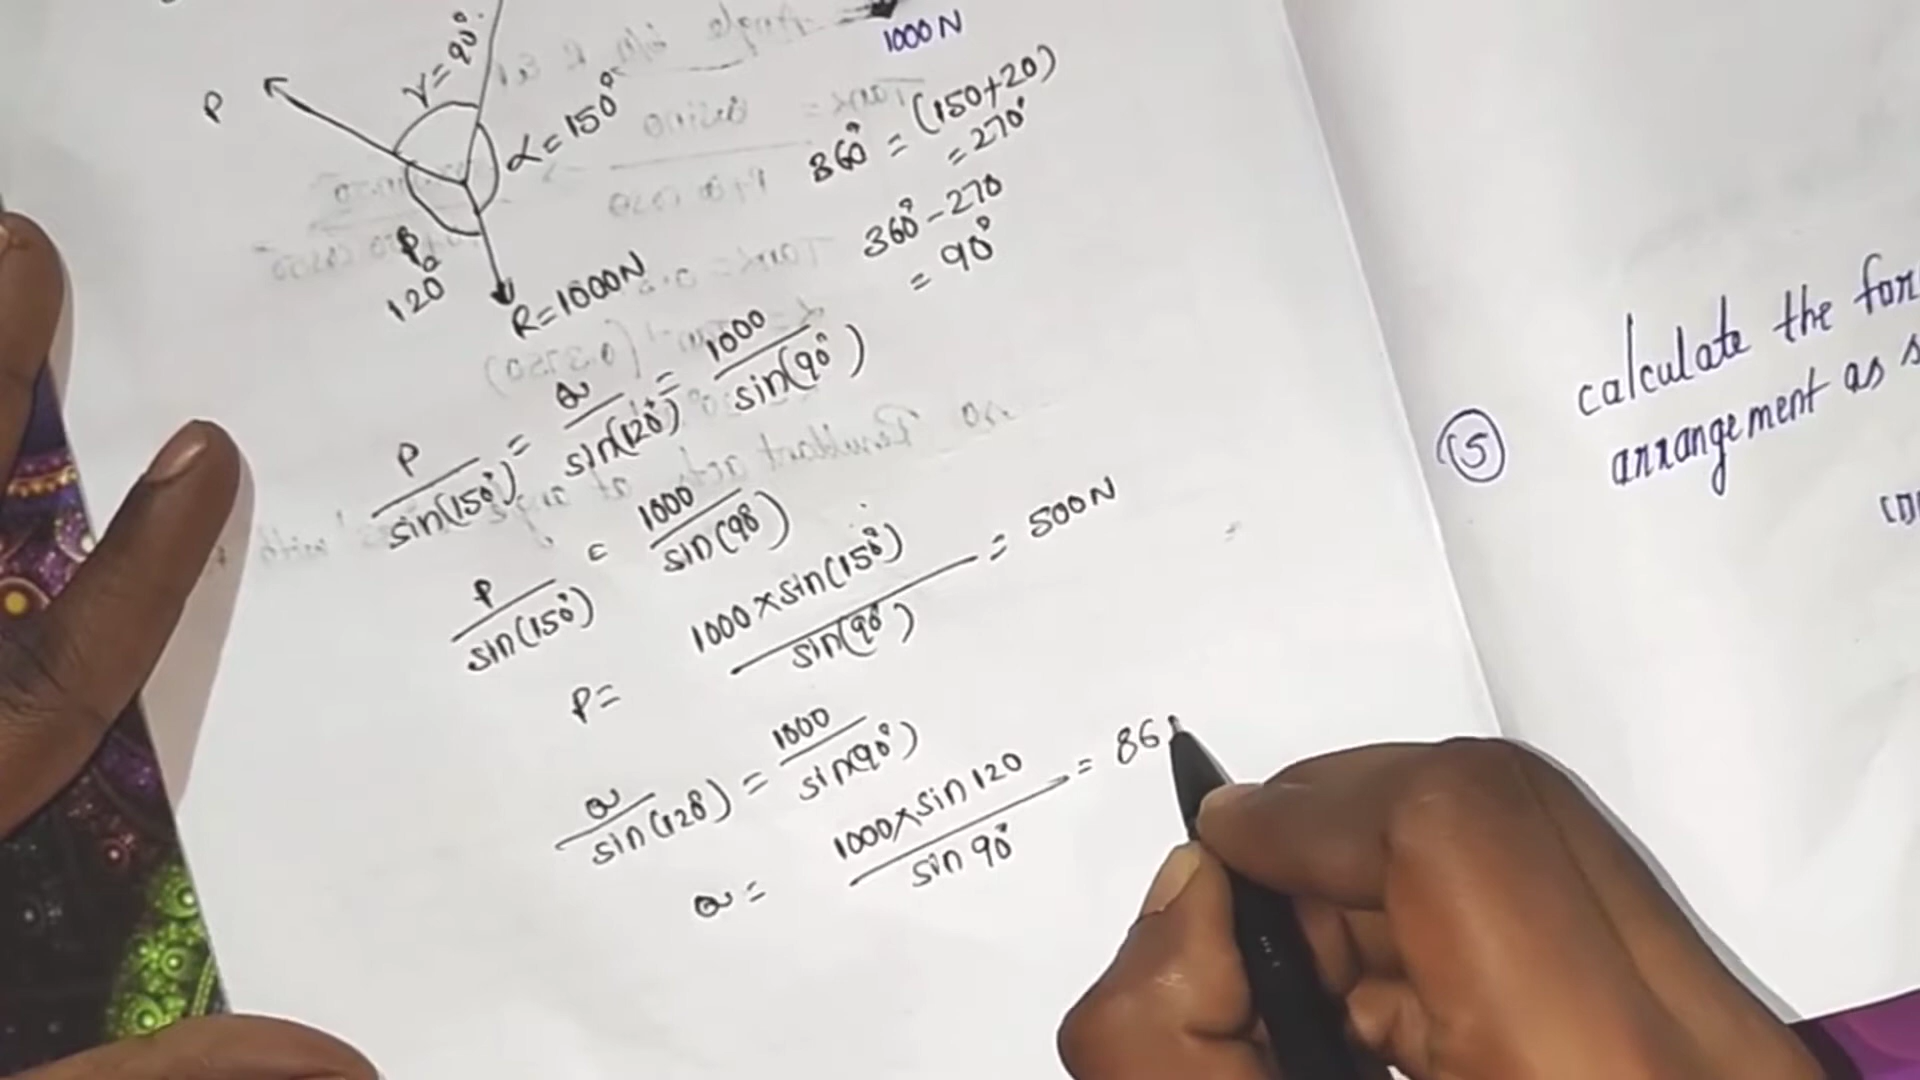 1000 N
γ = 90°
P
α = 150°
β
120
R = 1000N
360° = (150+20)
= 270°
360° - 270
= 90°
P/sin(150°) = Q/sin(120°) = 1000/sin(90°)
P/sin(150°) = 1000/sin(90)
P = 1000 x sin(150°)/sin(90°) = 500N
Q/sin(120) = 1000/sin(90°)
Q = 1000 x sin 120/sin 90° = 86
(5) calculate the for
arrangement as s